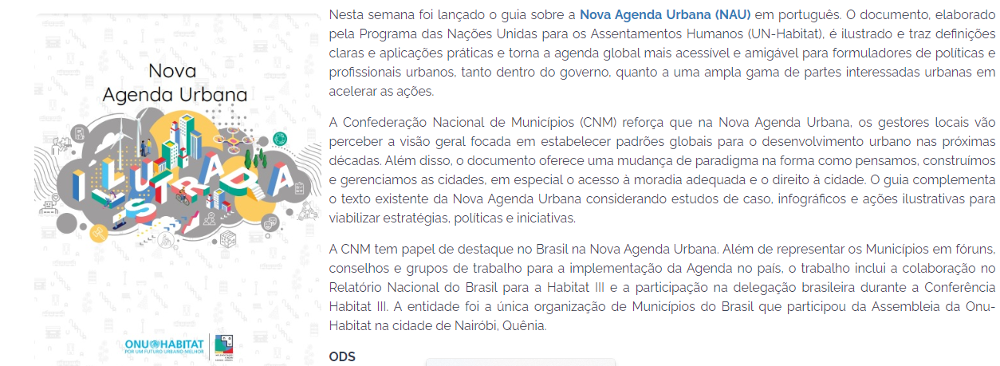 Nova
Agenda Urbana
ILUSTRADA
ONU HABITAT
POR UM FUTURO URBANO MELHOR
Nesta semana foi lançado o guia sobre a Nova Agenda Urbana (NAU) em português. O documento, elaborado
pela Programa das Nações Unidas para os Assentamentos Humanos (UN-Habitat), é ilustrado e traz definições
claras e aplicações práticas e torna a agenda global mais acessível e amigável para formuladores de políticas e
profissionais urbanos, tanto dentro do governo, quanto a uma ampla gama de partes interessadas urbanas em
acelerar as ações.
A Confederação Nacional de Municípios (CNM) reforça que na Nova Agenda Urbana, os gestores locais vão
perceber a visão geral focada em estabelecer padrões globais para o desenvolvimento urbano nas próximas
décadas. Além disso, o documento oferece uma mudança de paradigma na forma como pensamos, construímos
e gerenciamos as cidades, em especial o acesso à moradia adequada e o direito à cidade. O guia complementa
o texto existente da Nova Agenda Urbana considerando estudos de caso, infográficos e ações ilustrativas para
viabilizar estratégias, políticas e iniciativas.
A CNM tem papel de destaque no Brasil na Nova Agenda Urbana. Além de representar os Municípios em fóruns,
conselhos e grupos de trabalho para a implementação da Agenda no país, o trabalho inclui a colaboração no
Relatório Nacional do Brasil para a Habitat III e a participação na delegação brasileira durante a Conferência
Habitat III. A entidade foi a única organização de Municípios do Brasil que participou da Assembleia da Onu-
Habitat na cidade de Nairóbi, Quênia.
ODS